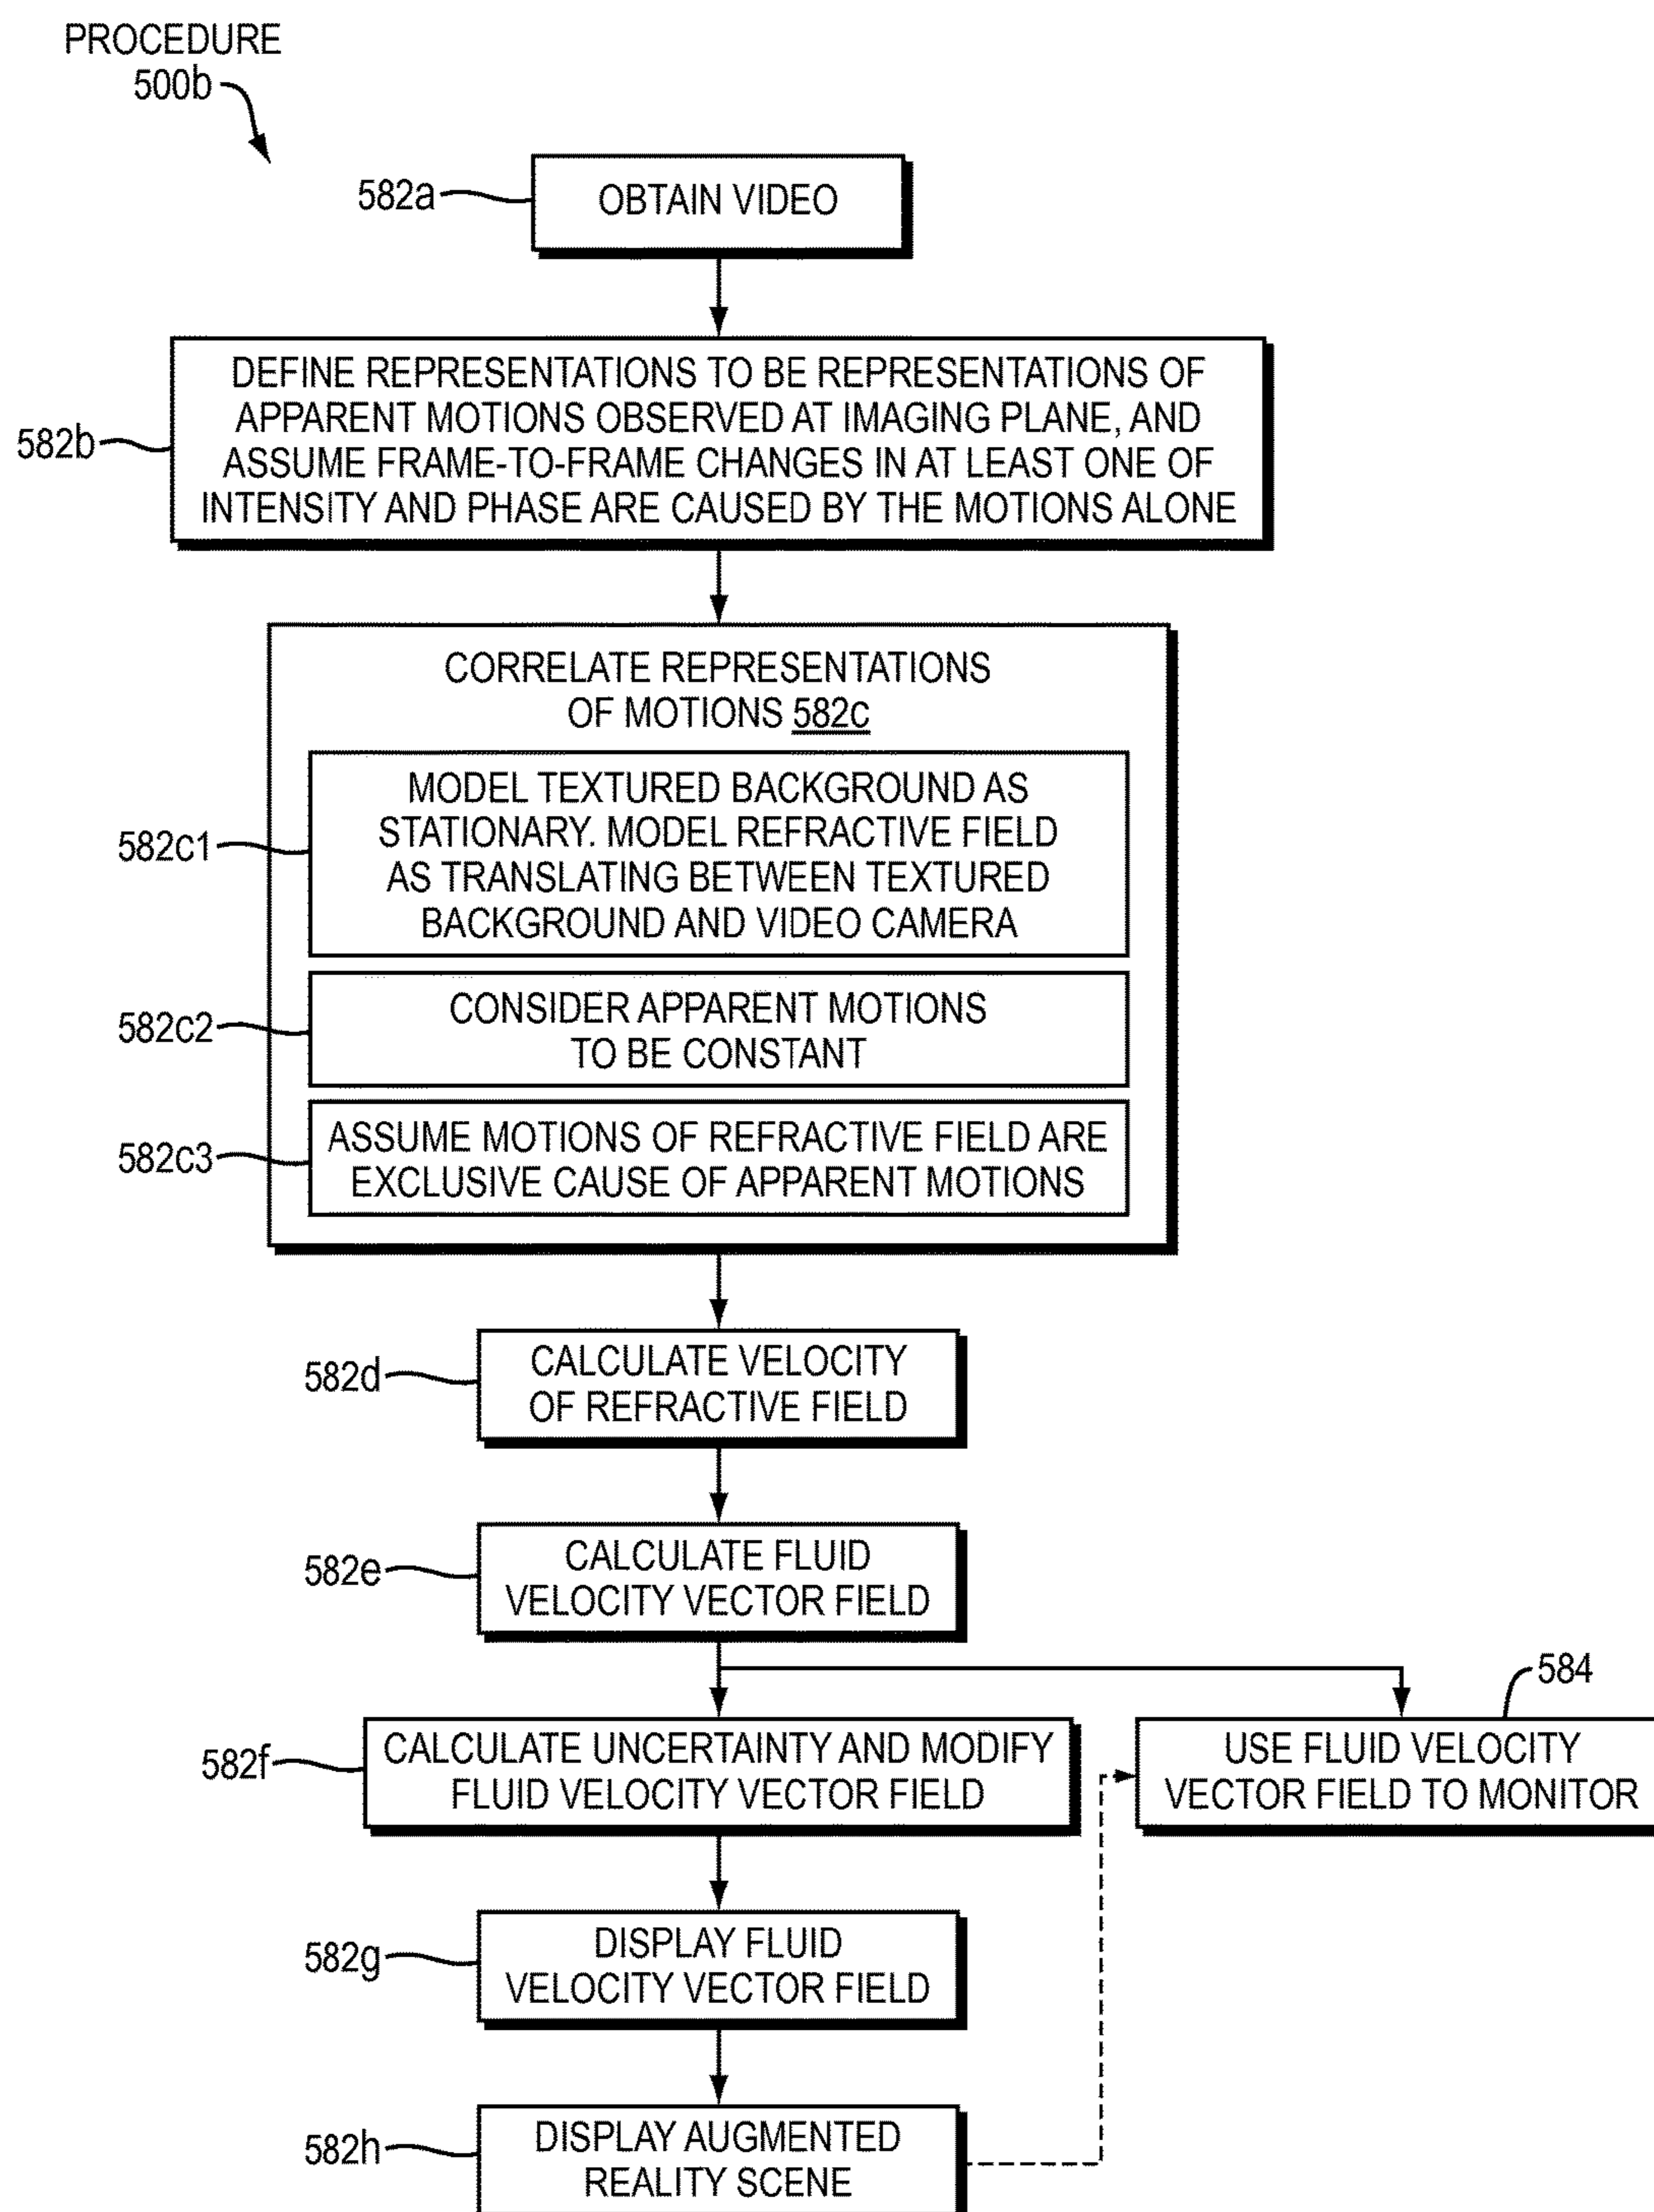 PROCEDURE
500b
582a
OBTAIN VIDEO
582b
DEFINE REPRESENTATIONS TO BE REPRESENTATIONS OF
APPARENT MOTIONS OBSERVED AT IMAGING PLANE, AND
ASSUME FRAME-TO-FRAME CHANGES IN AT LEAST ONE OF
INTENSITY AND PHASE ARE CAUSED BY THE MOTIONS ALONE
CORRELATE REPRESENTATIONS
OF MOTIONS 582c
582c1
MODEL TEXTURED BACKGROUND AS
STATIONARY. MODEL REFRACTIVE FIELD
AS TRANSLATING BETWEEN TEXTURED
BACKGROUND AND VIDEO CAMERA
582c2
CONSIDER APPARENT MOTIONS
TO BE CONSTANT
582c3
ASSUME MOTIONS OF REFRACTIVE FIELD ARE
EXCLUSIVE CAUSE OF APPARENT MOTIONS
582d
CALCULATE VELOCITY
OF REFRACTIVE FIELD
582e
CALCULATE FLUID
VELOCITY VECTOR FIELD
582f
CALCULATE UNCERTAINTY AND MODIFY
FLUID VELOCITY VECTOR FIELD
584
USE FLUID VELOCITY
VECTOR FIELD TO MONITOR
582g
DISPLAY FLUID
VELOCITY VECTOR FIELD
582h
DISPLAY AUGMENTED
REALITY SCENE